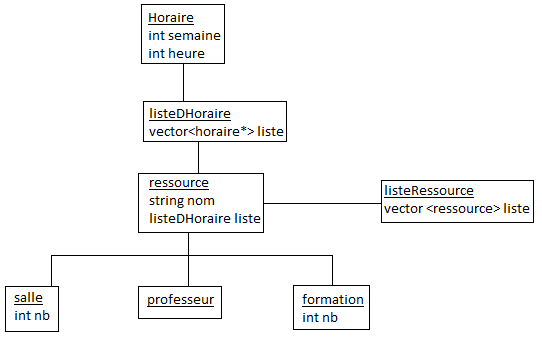 Horaire
int semaine
int heure
listeDHoraire
vector<horaire*> liste
ressource
string nom
listeDHoraire liste
listeRessource
vector <ressource> liste
salle
int nb
professeur
formation
int nb